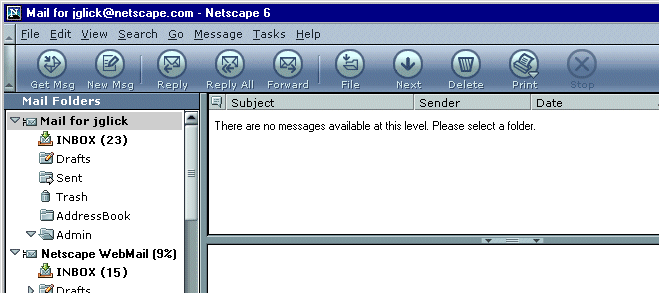 Mail for jglick@netscape.com - Netscape 6
File Edit View Search Go Message Tasks Help
Get Msg New Msg Reply Reply All Forward File Next Delete Print Stop
Mail Folders
Subject Sender Date
Mail for jglick
There are no messages available at this level. Please select a folder.
INBOX (23)
Drafts
Sent
Trash
AddressBook
Admin
Netscape WebMail (9%)
INBOX (15)
Drafts